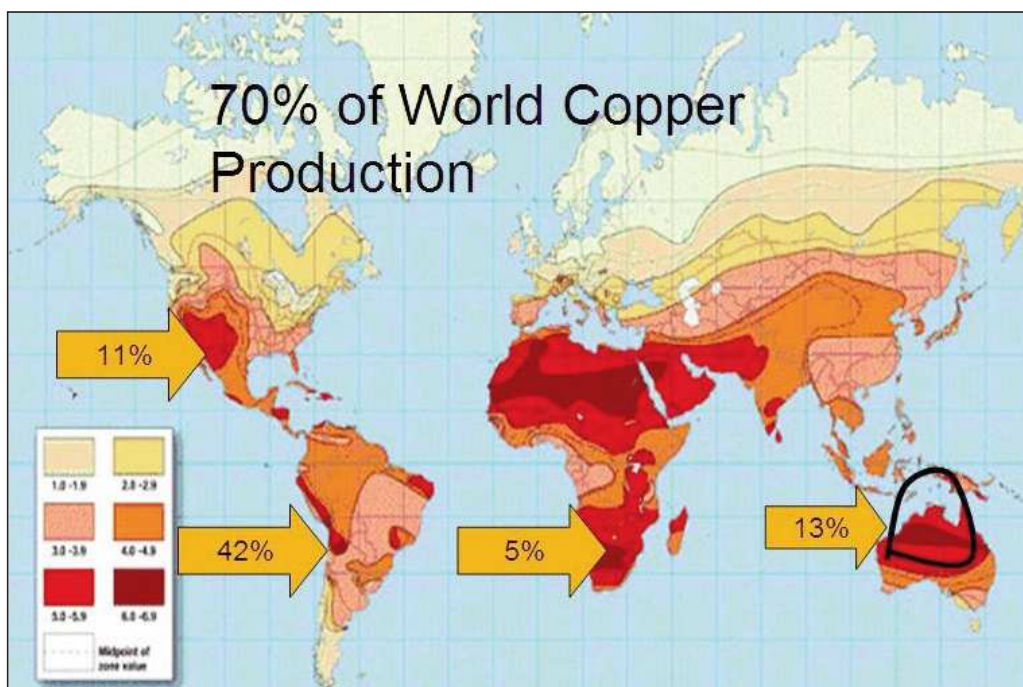 70% of World Copper
Production
11%
42%
5%
13%
1.0 -1.9
2.0 -2.9
3.0 -3.9
4.0 -4.9
5.0 -5.9
6.0 -6.9
Midpoint of
zone value